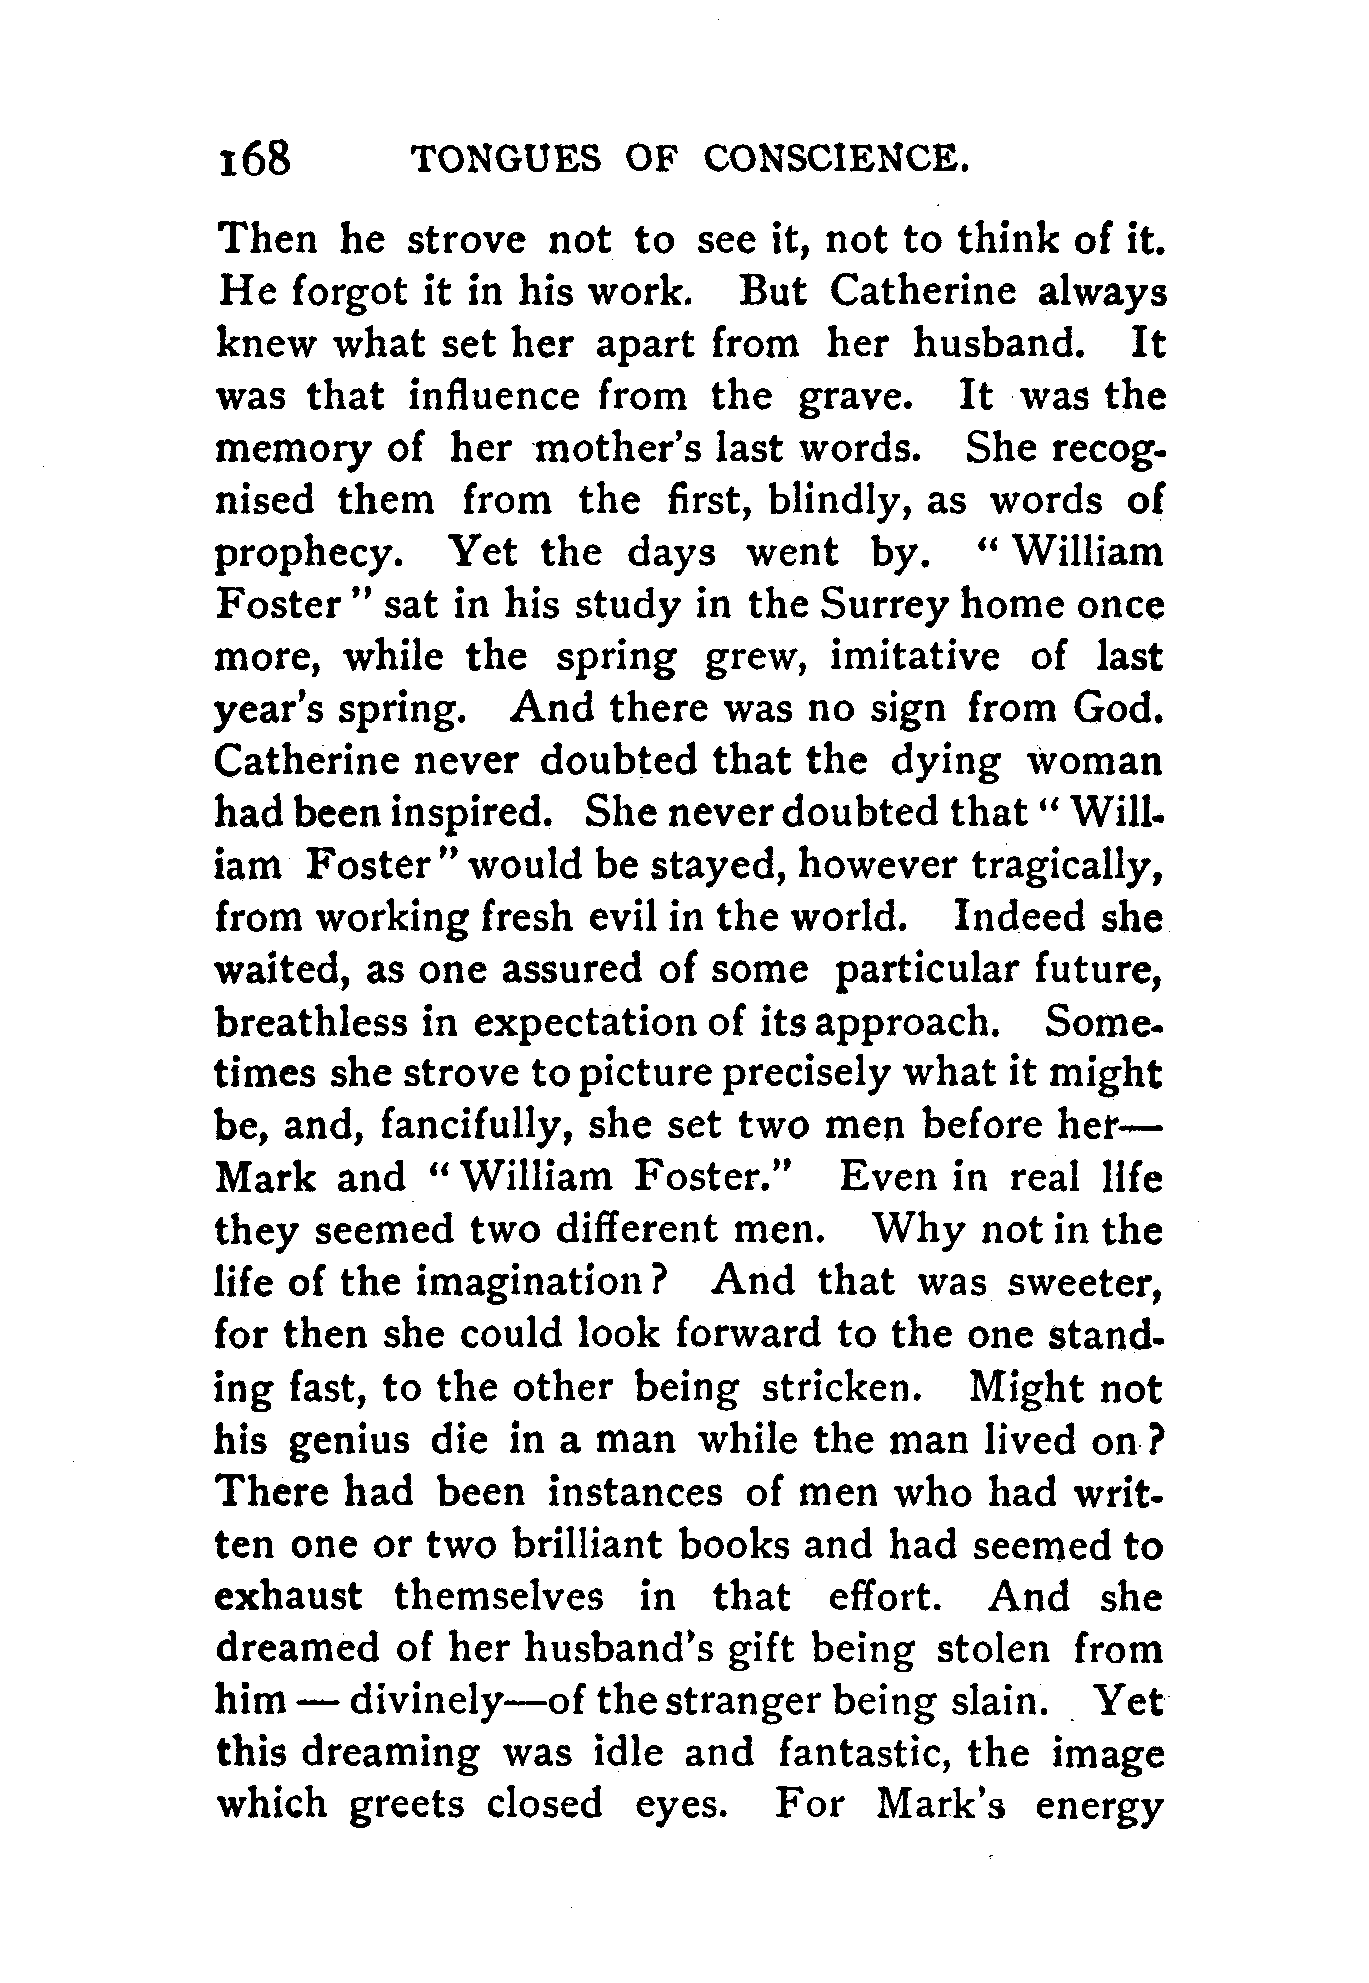 168 TONGUES OF CONSCIENCE.
Then he strove not to see it, not to think of it.
He forgot it in his work. But Catherine always
knew what set her apart from her husband. It
was that influence from the grave. It was the
memory of her mother's last words. She recog-
nised them from the first, blindly, as words of
prophecy. Yet the days went by. "William
Foster" sat in his study in the Surrey home once
more, while the spring grew, imitative of last
year's spring. And there was no sign from God.
Catherine never doubted that the dying woman
had been inspired. She never doubted that "Will-
iam Foster" would be stayed, however tragically,
from working fresh evil in the world. Indeed she
waited, as one assured of some particular future,
breathless in expectation of its approach. Some-
times she strove to picture precisely what it might
be, and, fancifully, she set two men before her—
Mark and "William Foster." Even in real life
they seemed two different men. Why not in the
life of the imagination? And that was sweeter,
for then she could look forward to the one stand-
ing fast, to the other being stricken. Might not
his genius die in a man while the man lived on?
There had been instances of men who had writ-
ten one or two brilliant books and had seemed to
exhaust themselves in that effort. And she
dreamed of her husband's gift being stolen from
him — divinely—of the stranger being slain. Yet
this dreaming was idle and fantastic, the image
which greets closed eyes. For Mark's energy